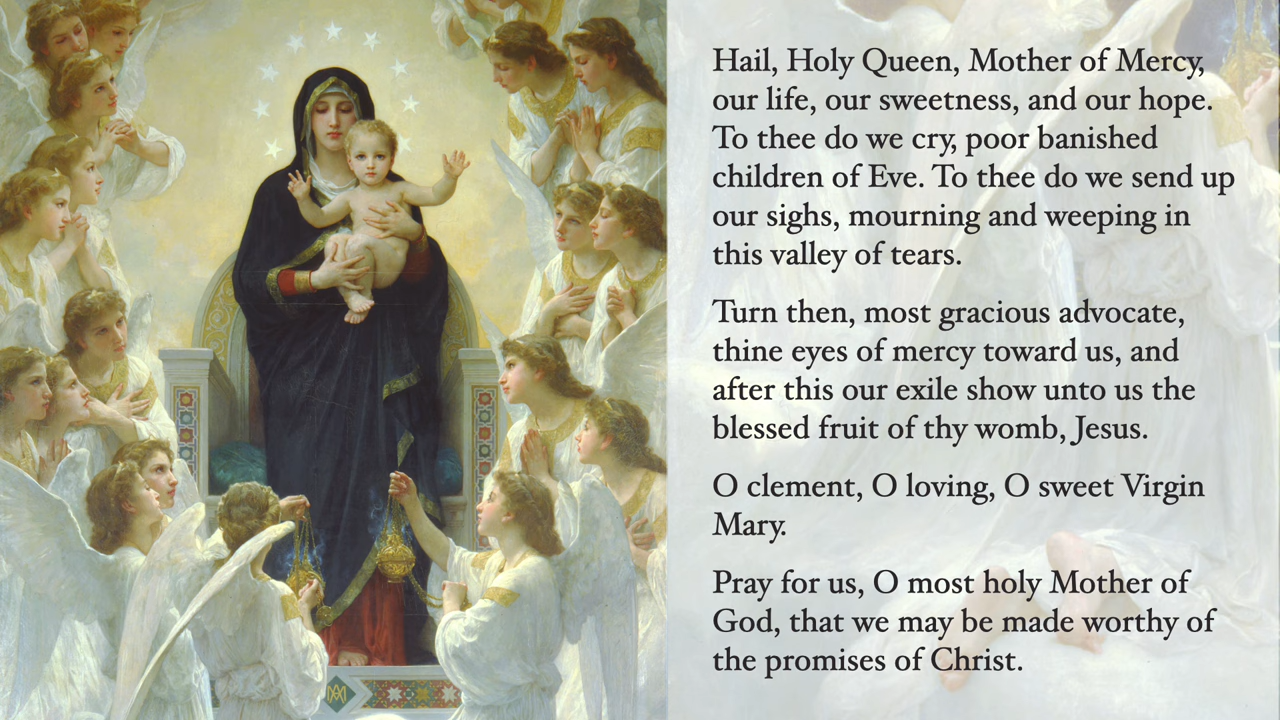 Hail, Holy Queen, Mother of Mercy,
our life, our sweetness, and our hope.
To thee do we cry, poor banished
children of Eve. To thee do we send up
our sighs, mourning and weeping in
this valley of tears.
Turn then, most gracious advocate,
thine eyes of mercy toward us, and
after this our exile show unto us the
blessed fruit of thy womb, Jesus.
O clement, O loving, O sweet Virgin
Mary.
Pray for us, O most holy Mother of
God, that we may be made worthy of
the promises of Christ.